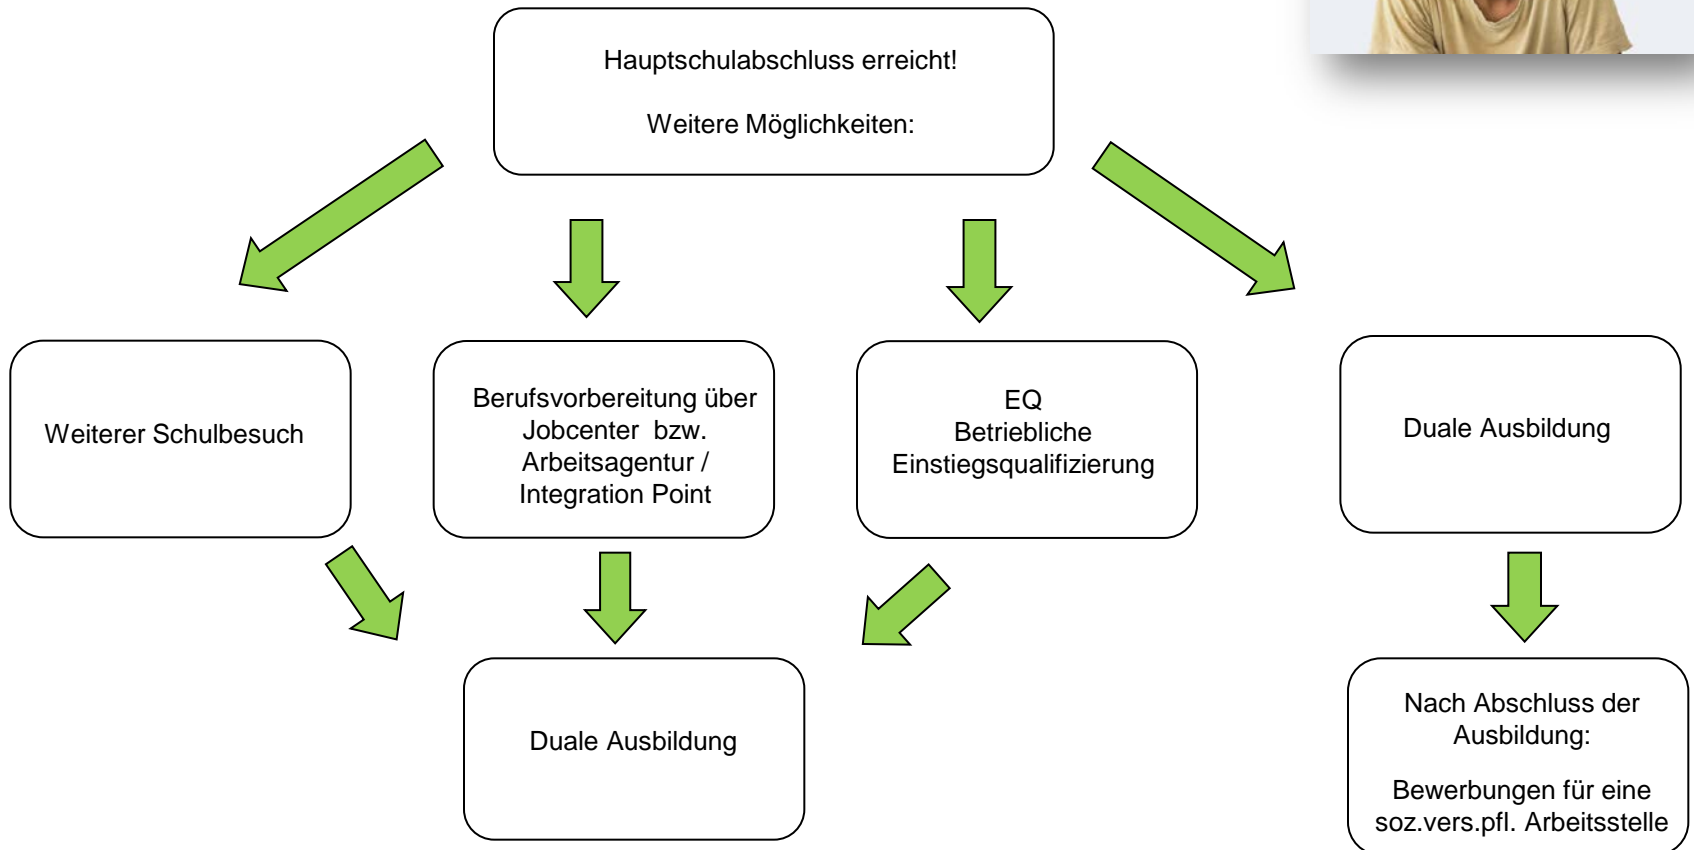 Hauptschulabschluss erreicht!
Weitere Möglichkeiten:
Weiterer Schulbesuch
Berufsvorbereitung über
Jobcenter bzw.
Arbeitsagentur /
Integration Point
EQ
Betriebliche
Einstiegsqualifizierung
Duale Ausbildung
Duale Ausbildung
Nach Abschluss der
Ausbildung:
Bewerbungen für eine
soz.vers.pfl. Arbeitsstelle